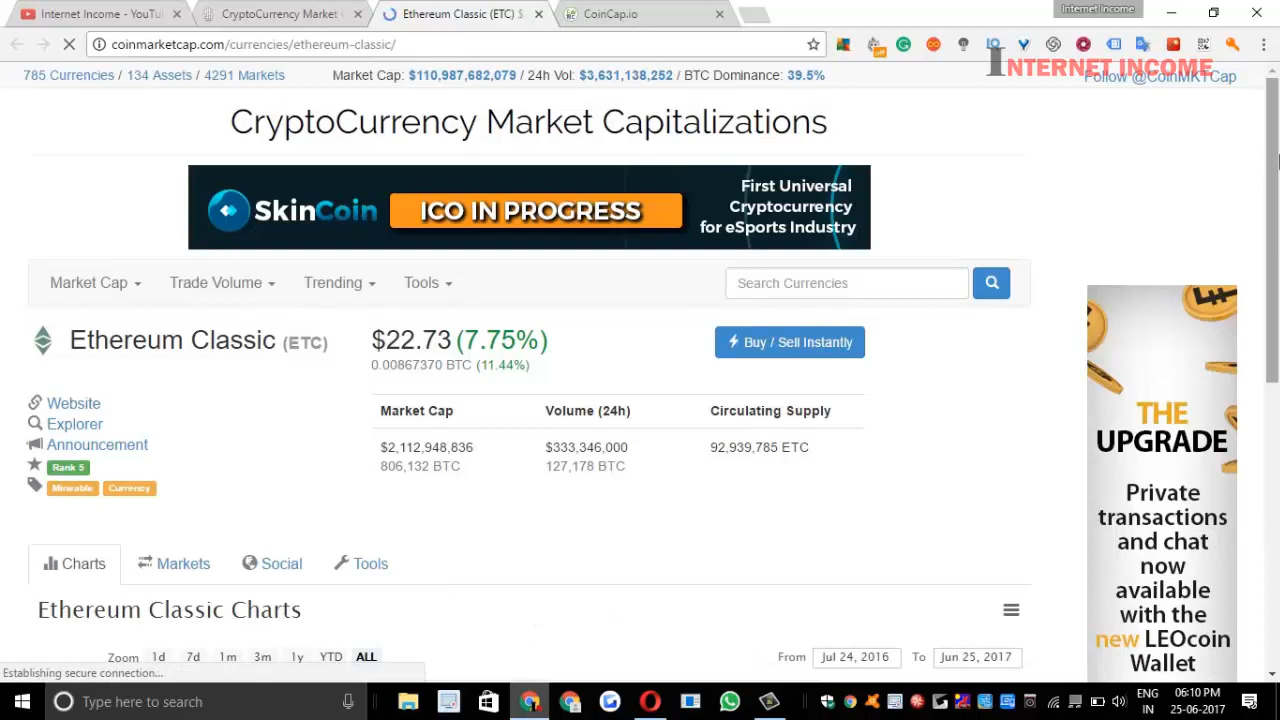 Internet Income - YouTu
CryptoCurrency Market C
Ethereum Classic (ETC) $
CoinCap.io
Internet Income
coinmarketcap.com/currencies/ethereum-classic/
off
INTERNET INCOME
785 Currencies / 134 Assets / 4291 Markets
Market Cap: $110,987,682,079 / 24h Vol: $3,631,138,252 / BTC Dominance: 39.5%
Follow @CoinMKTCap
CryptoCurrency Market Capitalizations
SkinCoin
ICO IN PROGRESS
First Universal
Cryptocurrency
for eSports Industry
Market Cap
Trade Volume
Trending
Tools
Search Currencies
Ethereum Classic (ETC)
$22.73 (7.75%)
0.00867370 BTC (11.44%)
Buy / Sell Instantly
Website
Explorer
Announcement
Rank 5
Mineable
Currency
Market Cap
Volume (24h)
Circulating Supply
$2,112,948,836
$333,346,000
92,939,785 ETC
806,132 BTC
127,178 BTC
THE
UPGRADE
Private
transactions
and chat
now
available
with the
new LEOcoin
Wallet
Charts
Markets
Social
Tools
Ethereum Classic Charts
Zoom
1d
7d
1m
3m
1y
YTD
ALL
From
Jul 24, 2016
To
Jun 25, 2017
Establishing secure connection...
Type here to search
ENG
IN
06:10 PM
25-06-2017